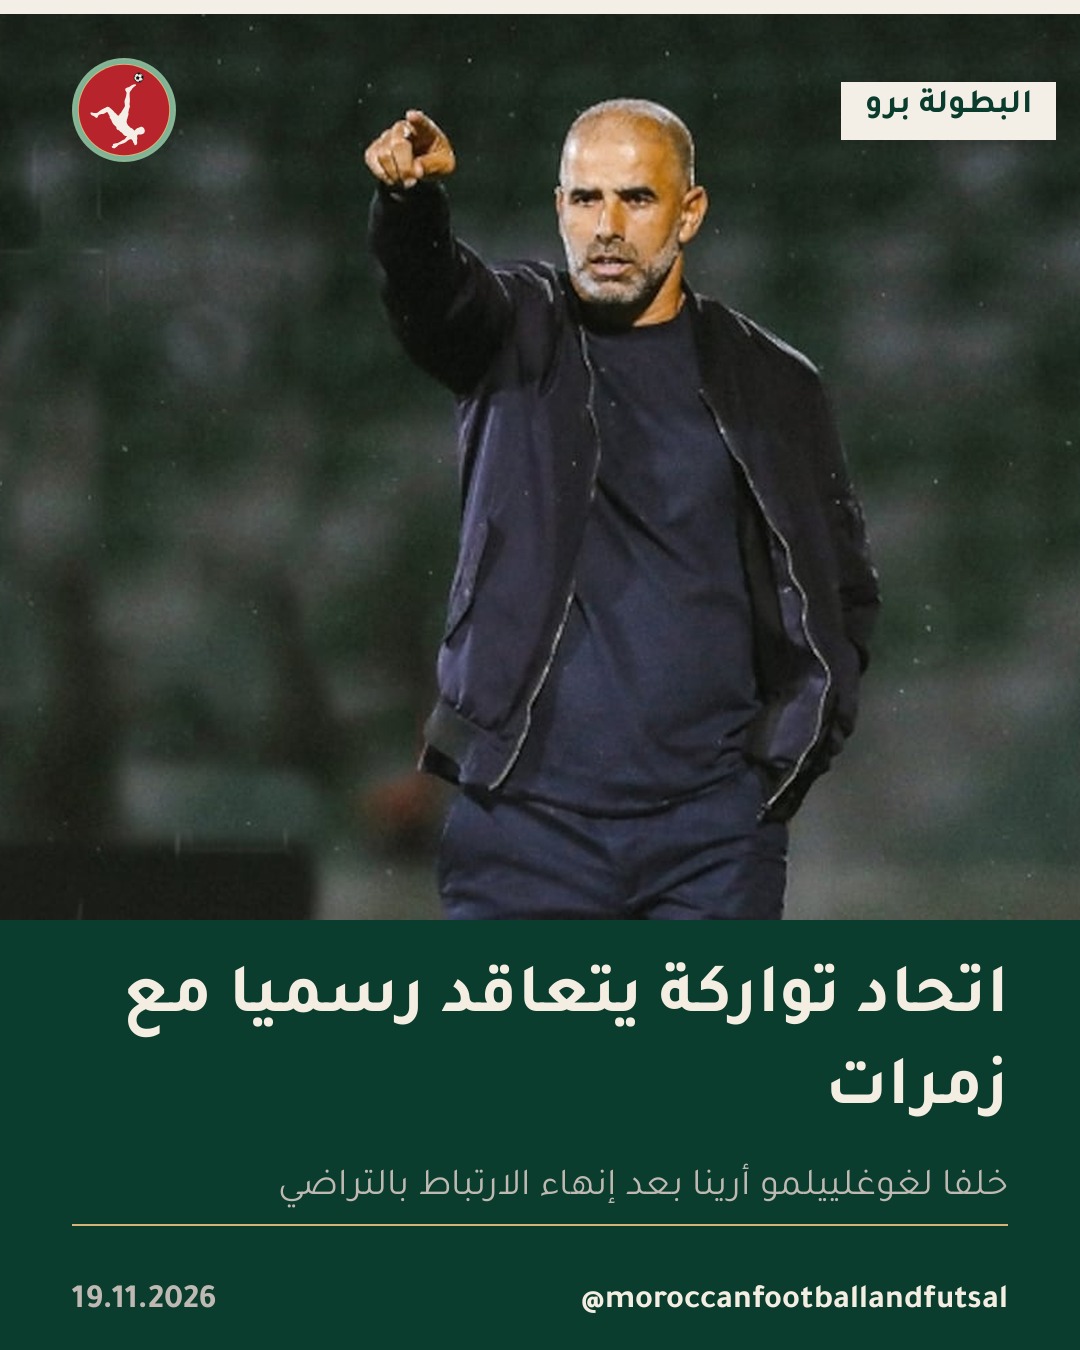 البطولة برو
اتحاد تواركة يتعاقد رسميا مع
زمرات
خلفا لغوغلييلمو أرينا بعد إنهاء الارتباط بالتراضي
19.11.2026
@moroccanfootballandfutsal